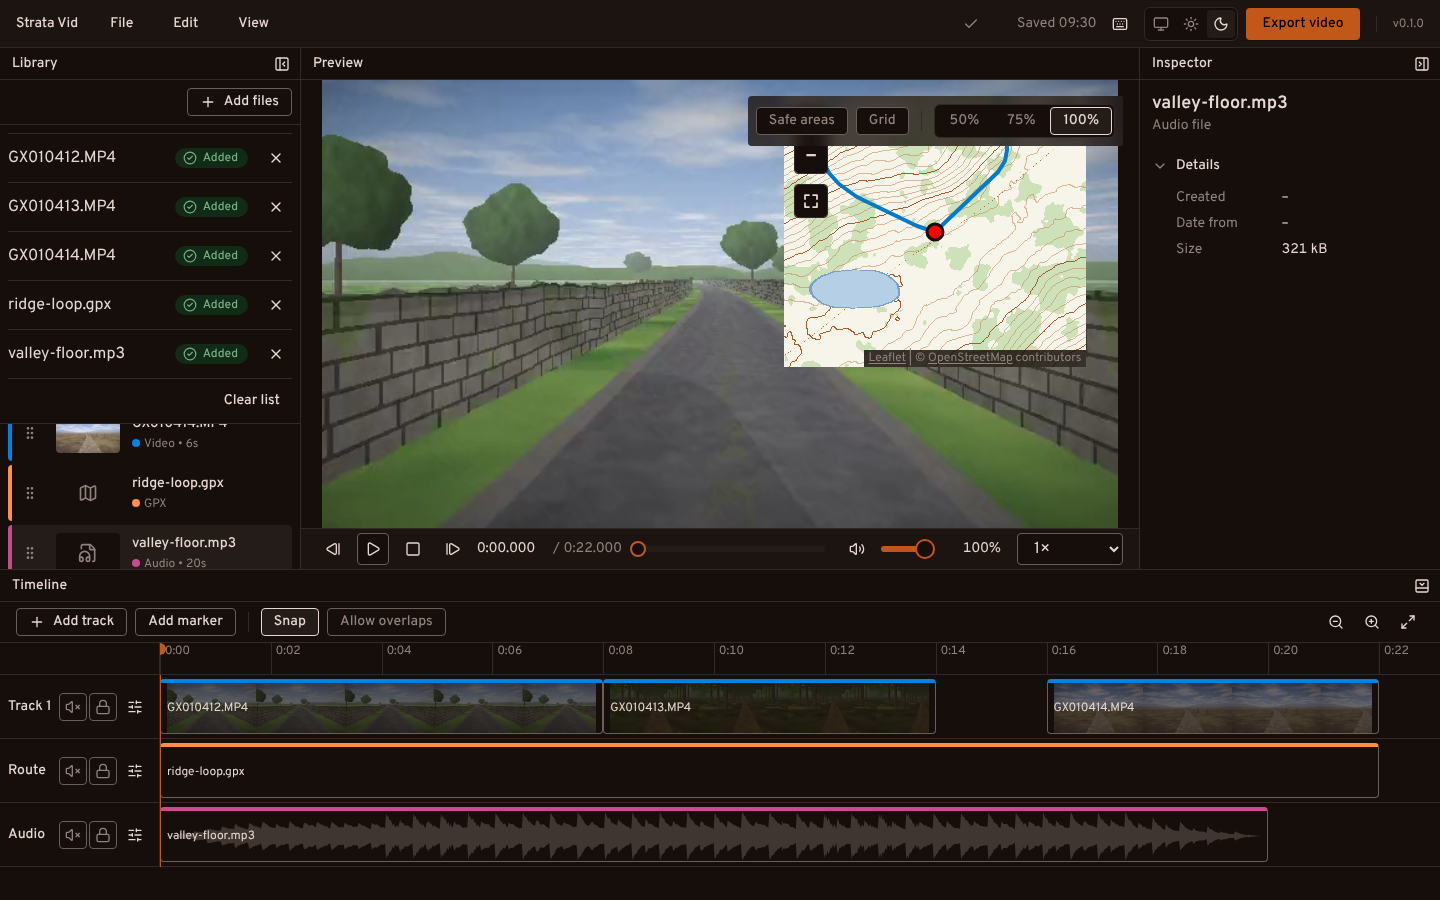 Strata Vid File Edit View Saved 09:30 Export video v0.1.0
Library
Add files
GX010412.MP4 Added
GX010413.MP4 Added
GX010414.MP4 Added
ridge-loop.gpx Added
valley-floor.mp3 Added
Clear list
GX010414.MP4
Video • 6s
ridge-loop.gpx
GPX
valley-floor.mp3
Audio • 20s
Preview
Safe areas Grid 50% 75% 100%
Leaflet | © OpenStreetMap contributors
0:00.000 / 0:22.000 100% 1×
Inspector
valley-floor.mp3
Audio file
Details
Created –
Date from –
Size 321 kB
Timeline
Add track Add marker Snap Allow overlaps
0:00 0:02 0:04 0:06 0:08 0:10 0:12 0:14 0:16 0:18 0:20 0:22
Track 1 GX010412.MP4 GX010413.MP4 GX010414.MP4
Route ridge-loop.gpx
Audio valley-floor.mp3